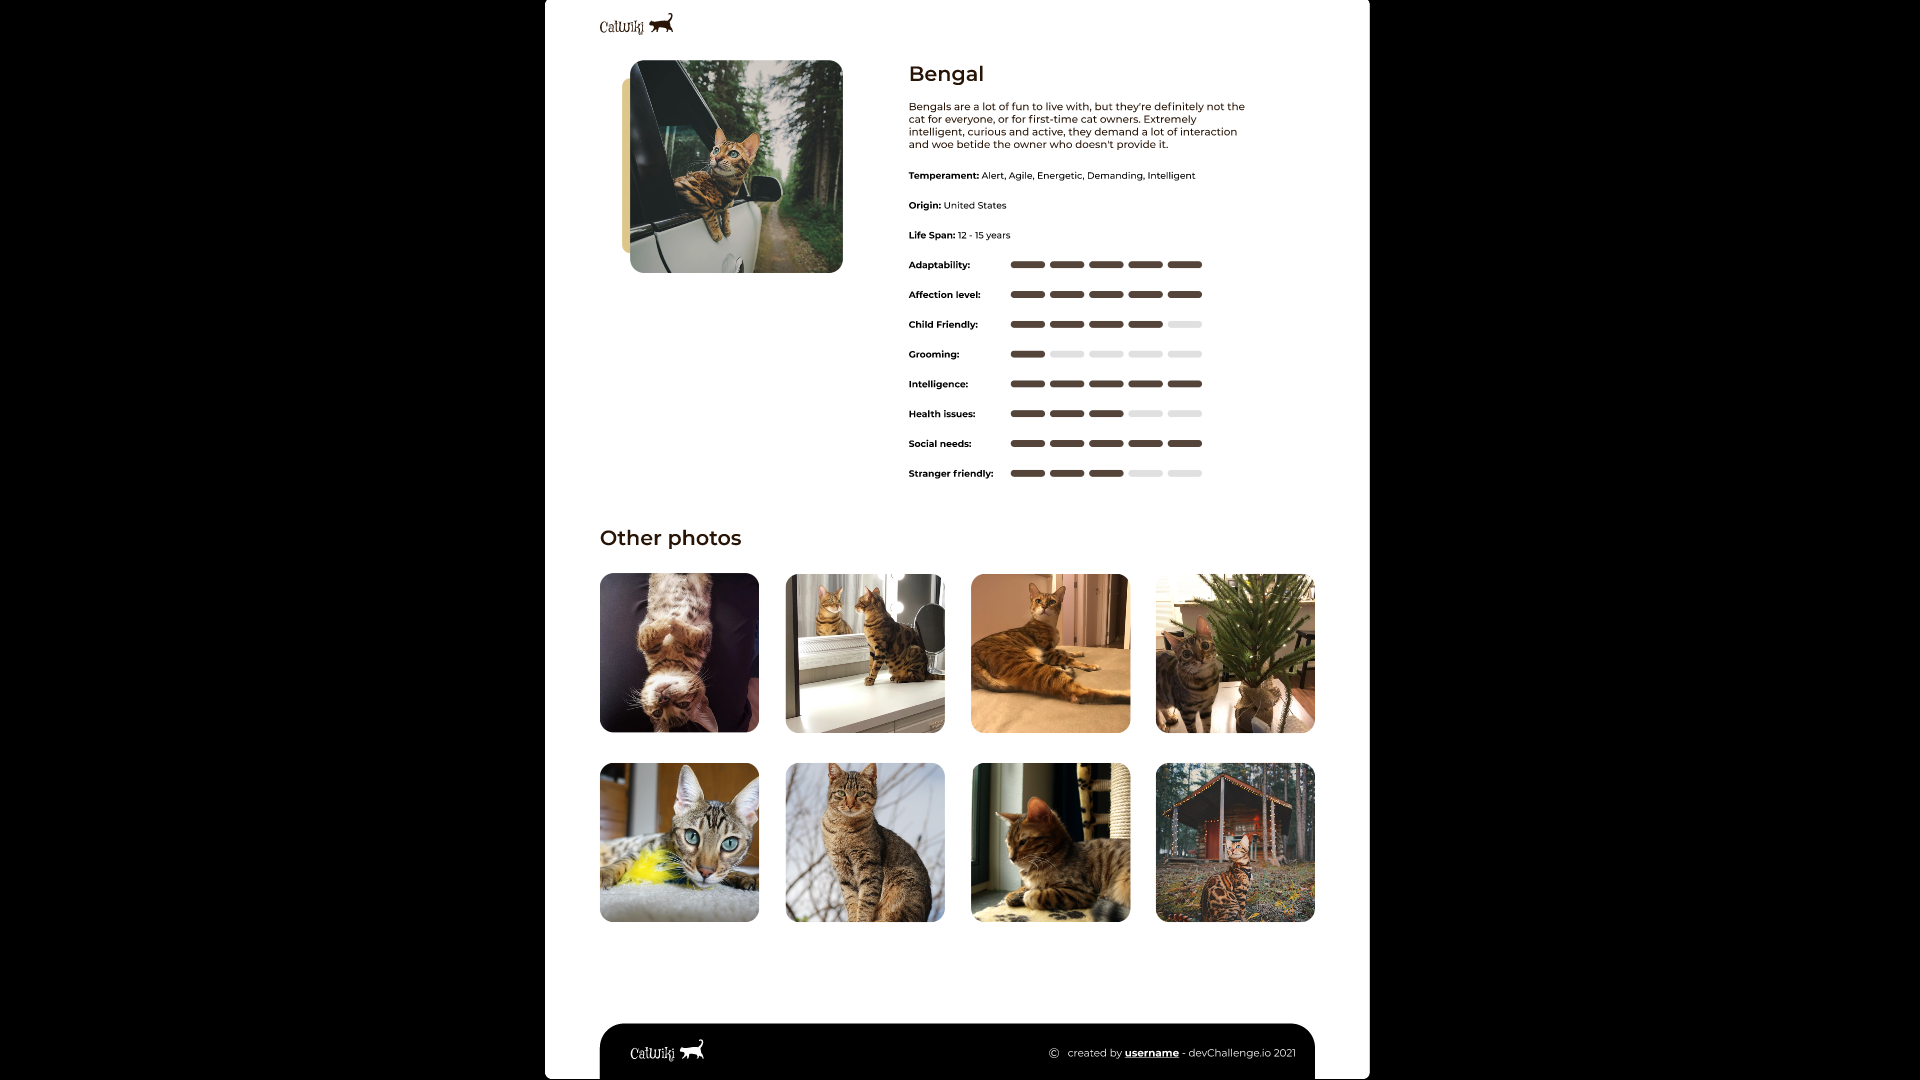 CatWiki
Bengal
Bengals are a lot of fun to live with, but they're definitely not the
cat for everyone, or for first-time cat owners. Extremely
intelligent, curious and active, they demand a lot of interaction
and woe betide the owner who doesn't provide it.
Temperament: Alert, Agile, Energetic, Demanding, Intelligent
Origin: United States
Life Span: 12 - 15 years
Adaptability:
Affection level:
Child Friendly:
Grooming:
Intelligence:
Health issues:
Social needs:
Stranger friendly:
Other photos
CatWiki
© created by username - devChallenge.io 2021